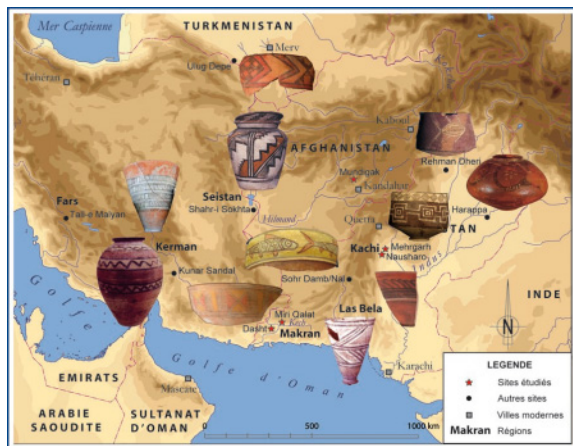 Mer Caspienne
TURKMENISTAN
Merv
Ulug Depe
Téhéran
Kaboul
AFGHANISTAN
Rehman Dheri
Mundigak
Kandahar
Fars
Tall-e Malyan
Seistan
Shahr-i Sokhta
Hilmand
Harappa
Quetta
STAN
Kerman
Kachi
Mehrgarh
Nausharo
Indus
Kunar Sandal
Sohr Damb/Nal
INDE
Golfe
Miri Qalat
Kech
Dasht
Makran
Las Bela
N
Golfe d'Oman
Karachi
EMIRATS
Mascate
ARABIE
SAOUDITE
SULTANAT
D'OMAN
0 500 1000 km
LEGENDE
Sites étudiés
Autres sites
Villes modernes
Makran Régions